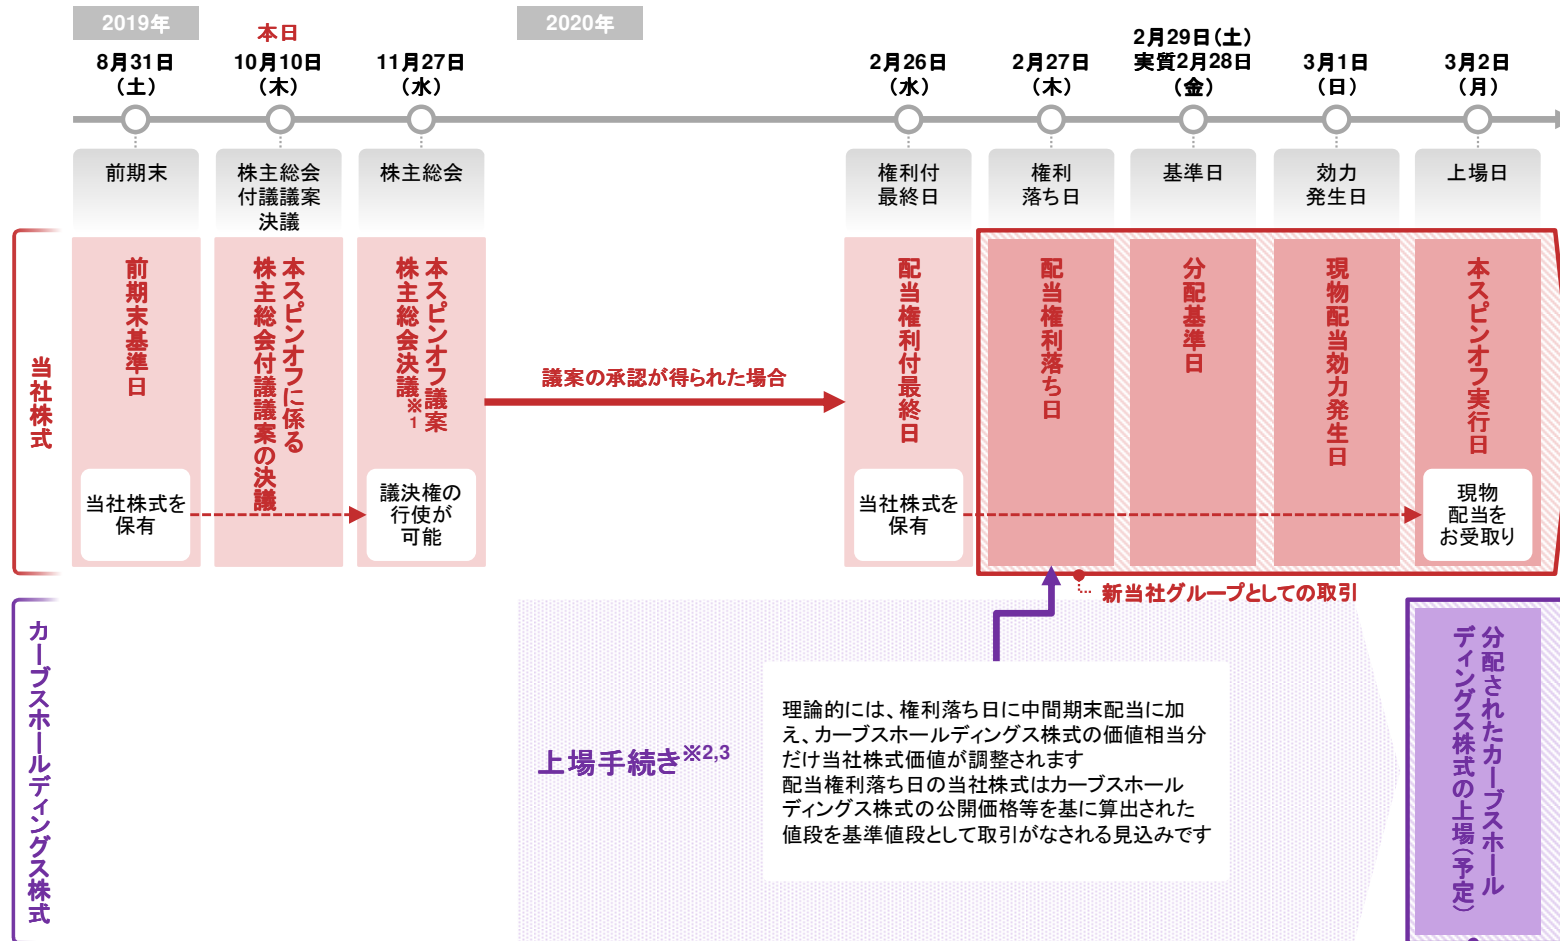 2019年
2020年
本日
8月31日
（土）
10月10日
（木）
11月27日
（水）
2月26日
（水）
2月27日
（木）
2月29日（土）
実質2月28日
（金）
3月1日
（日）
3月2日
（月）
前期末
株主総会
付議議案
決議
株主総会
権利付
最終日
権利
落ち日
基準日
効力
発生日
上場日
当社株式
前期末基準日
当社株式を
保有
本スピンオフに係る
株主総会付議議案の決議
本スピンオフ議案
株主総会決議※1
議決権の
行使が
可能
議案の承認が得られた場合
配当権利付最終日
当社株式を
保有
配当権利落ち日
分配基準日
現物配当効力発生日
本スピンオフ実行日
現物
配当を
お受取り
新当社グループとしての取引
カーブスホールディングス株式
上場手続き※2,3
理論的には、権利落ち日に中間期末配当に加
え、カーブスホールディングス株式の価値相当分
だけ当社株式価値が調整されます
配当権利落ち日の当社株式はカーブスホール
ディングス株式の公開価格等を基に算出された
値段を基準値段として取引がなされる見込みです
分配されたカーブスホール
ディングス株式の上場（予定）